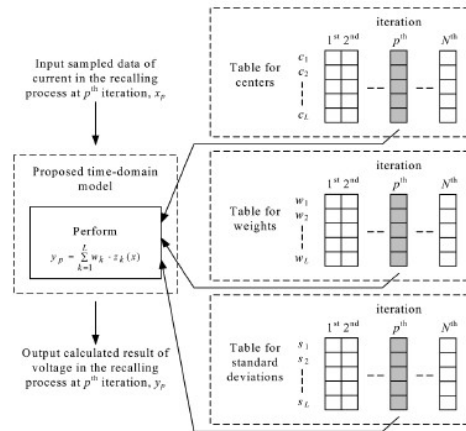 Input sampled data of
current in the recalling
process at pth iteration, xp
Proposed time-domain
model
Perform
yp = L ∑ k=1 wk · zk(s)
Output calculated result of
voltage in the recalling
process at pth iteration, yp
iteration
1st 2nd pth Nth
Table for
centers
c1
c2
cL
iteration
1st 2nd pth Nth
Table for
weights
w1
w2
wL
iteration
1st 2nd pth Nth
Table for
standard
deviations
s1
s2
sL